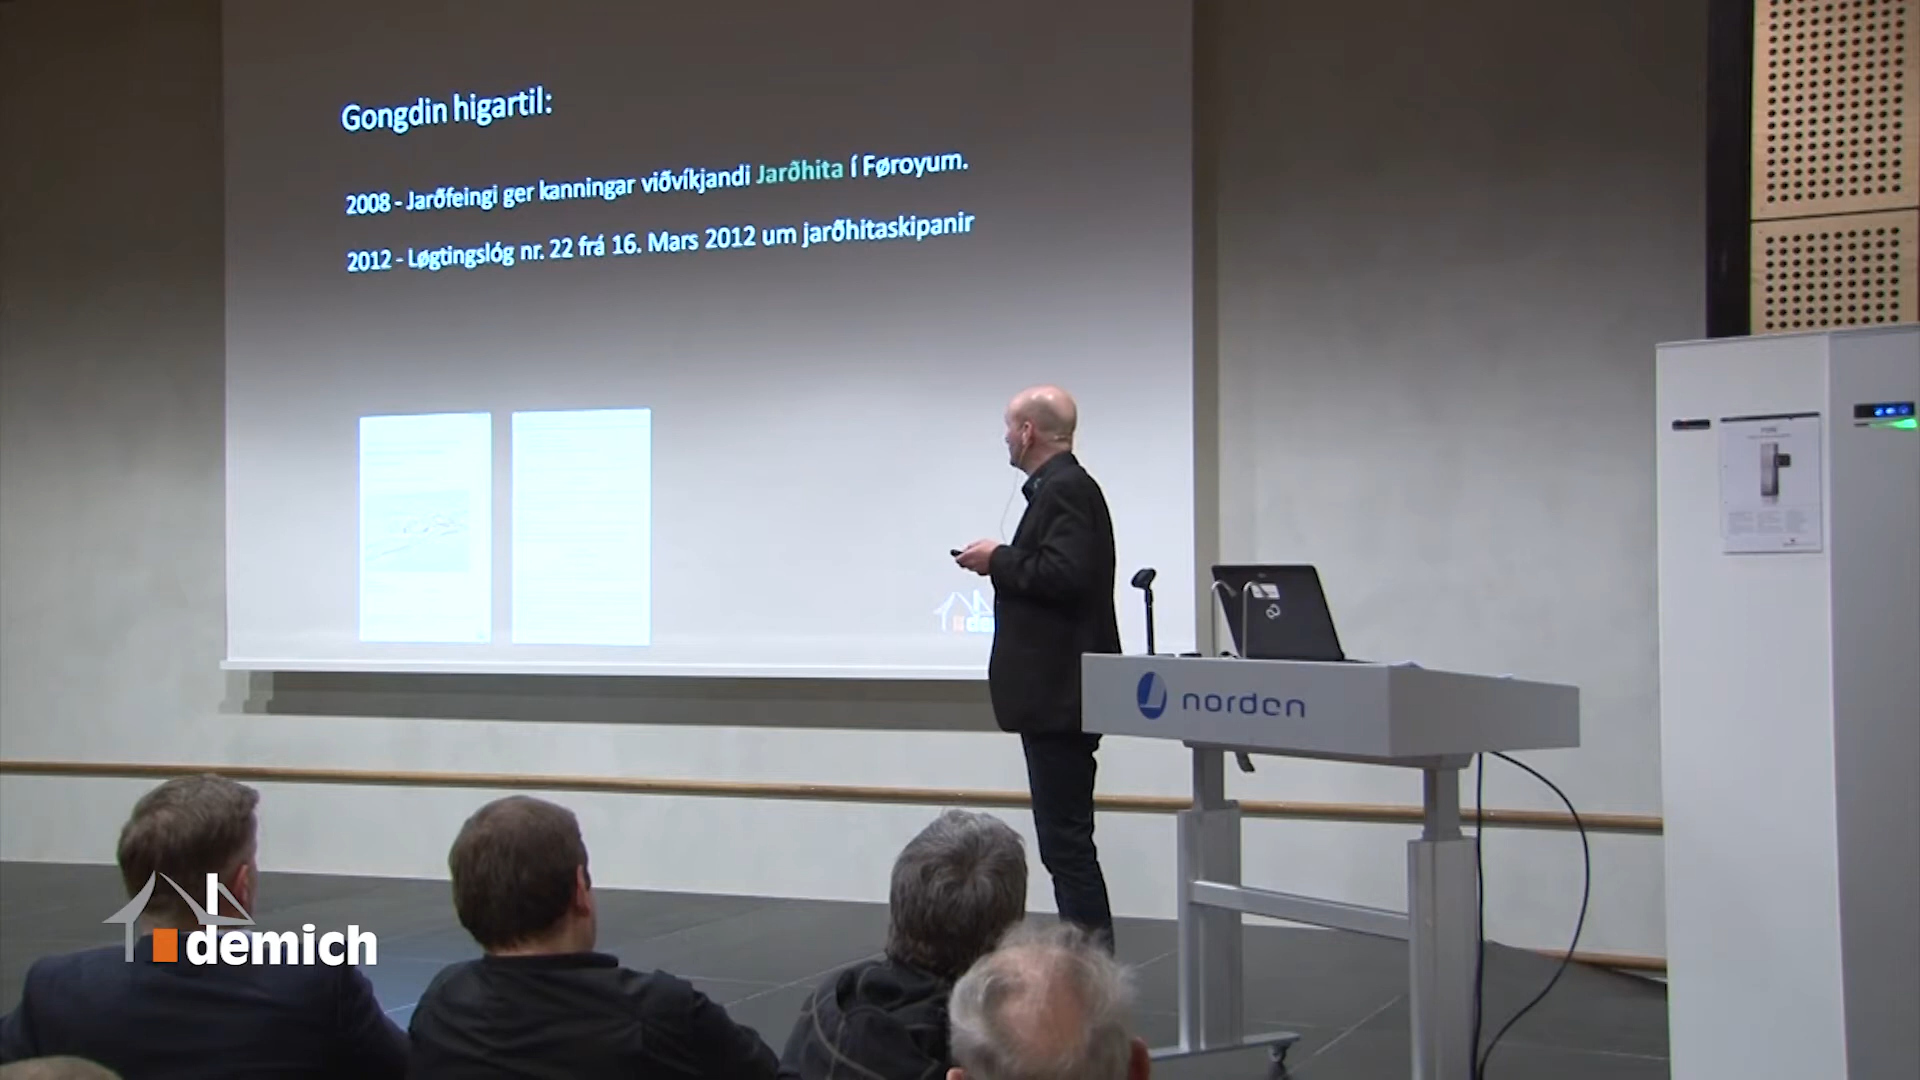 Gongdin higartil:
2008 - Jarðfeingi ger kanningar viðvíkjandi Jarðhita í Føroyum.
2012 - Løgtingslóg nr. 22 frá 16. Mars 2012 um jarðhitaskipanir
norden
demich